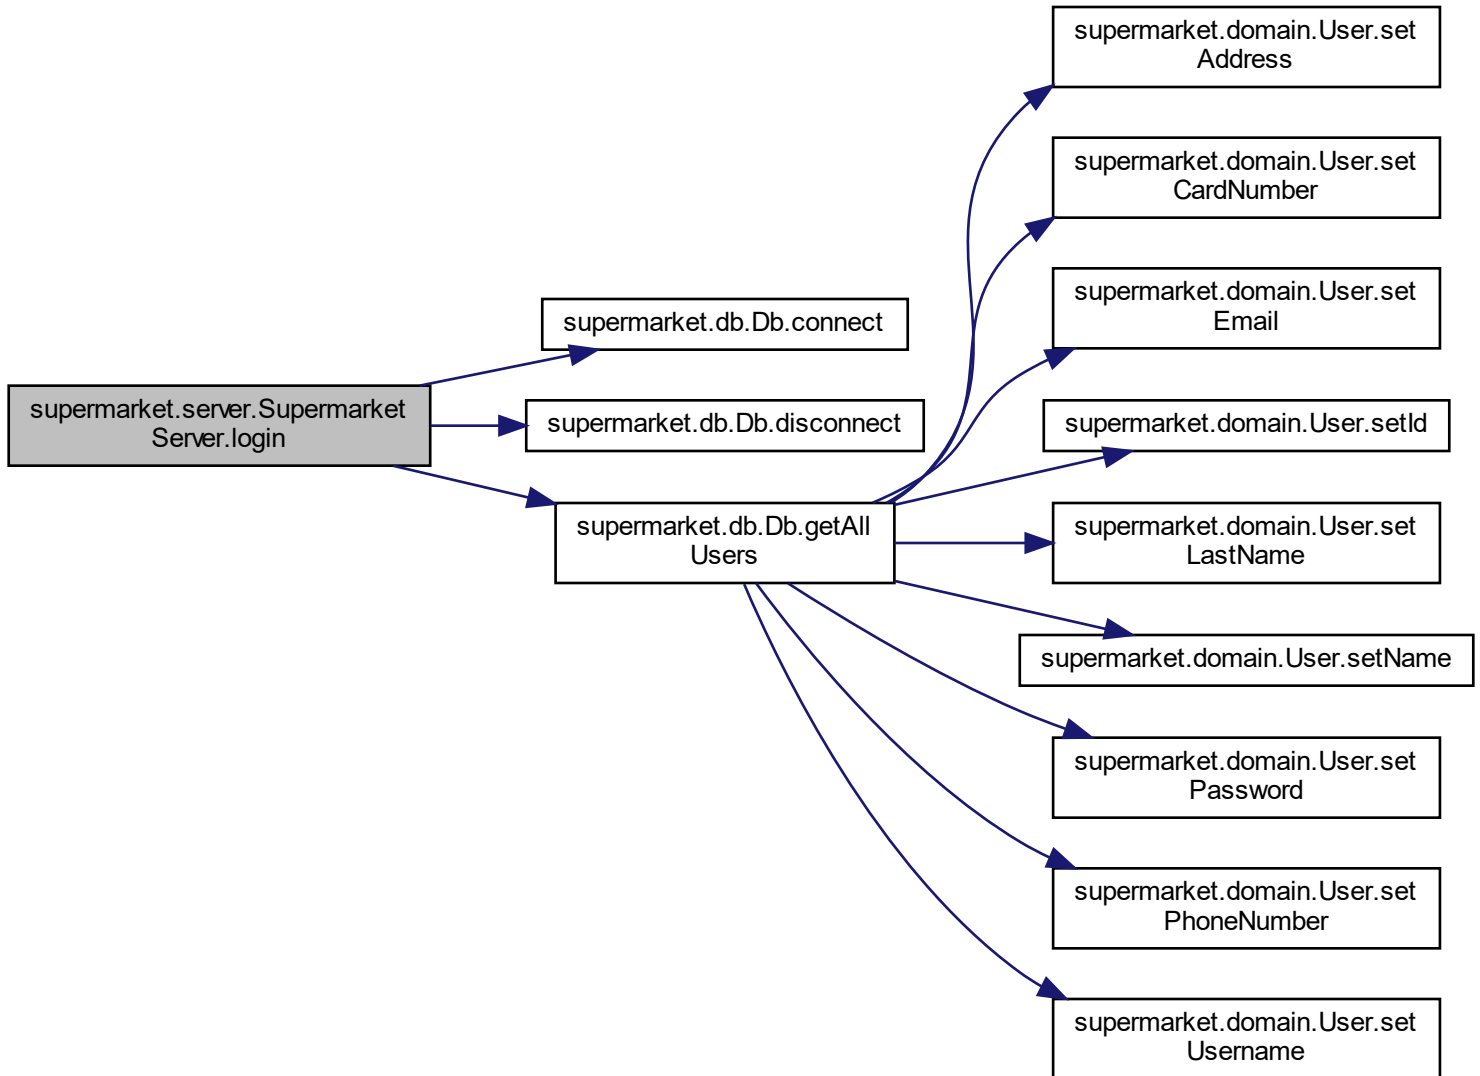 supermarket.server.Supermarket
Server.login
supermarket.db.Db.connect
supermarket.db.Db.disconnect
supermarket.db.Db.getAll
Users
supermarket.domain.User.set
Address
supermarket.domain.User.set
CardNumber
supermarket.domain.User.set
Email
supermarket.domain.User.setId
supermarket.domain.User.set
LastName
supermarket.domain.User.setName
supermarket.domain.User.set
Password
supermarket.domain.User.set
PhoneNumber
supermarket.domain.User.set
Username